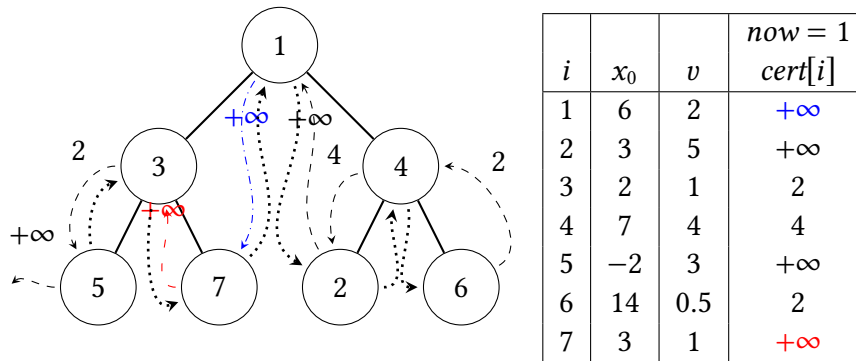 1
+∞ +∞
2 3 4 4 2
+∞
+∞ 5 7 2 6
now = 1
i x₀ v cert[i]
1 6 2 +∞
2 3 5 +∞
3 2 1 2
4 7 4 4
5 −2 3 +∞
6 14 0.5 2
7 3 1 +∞